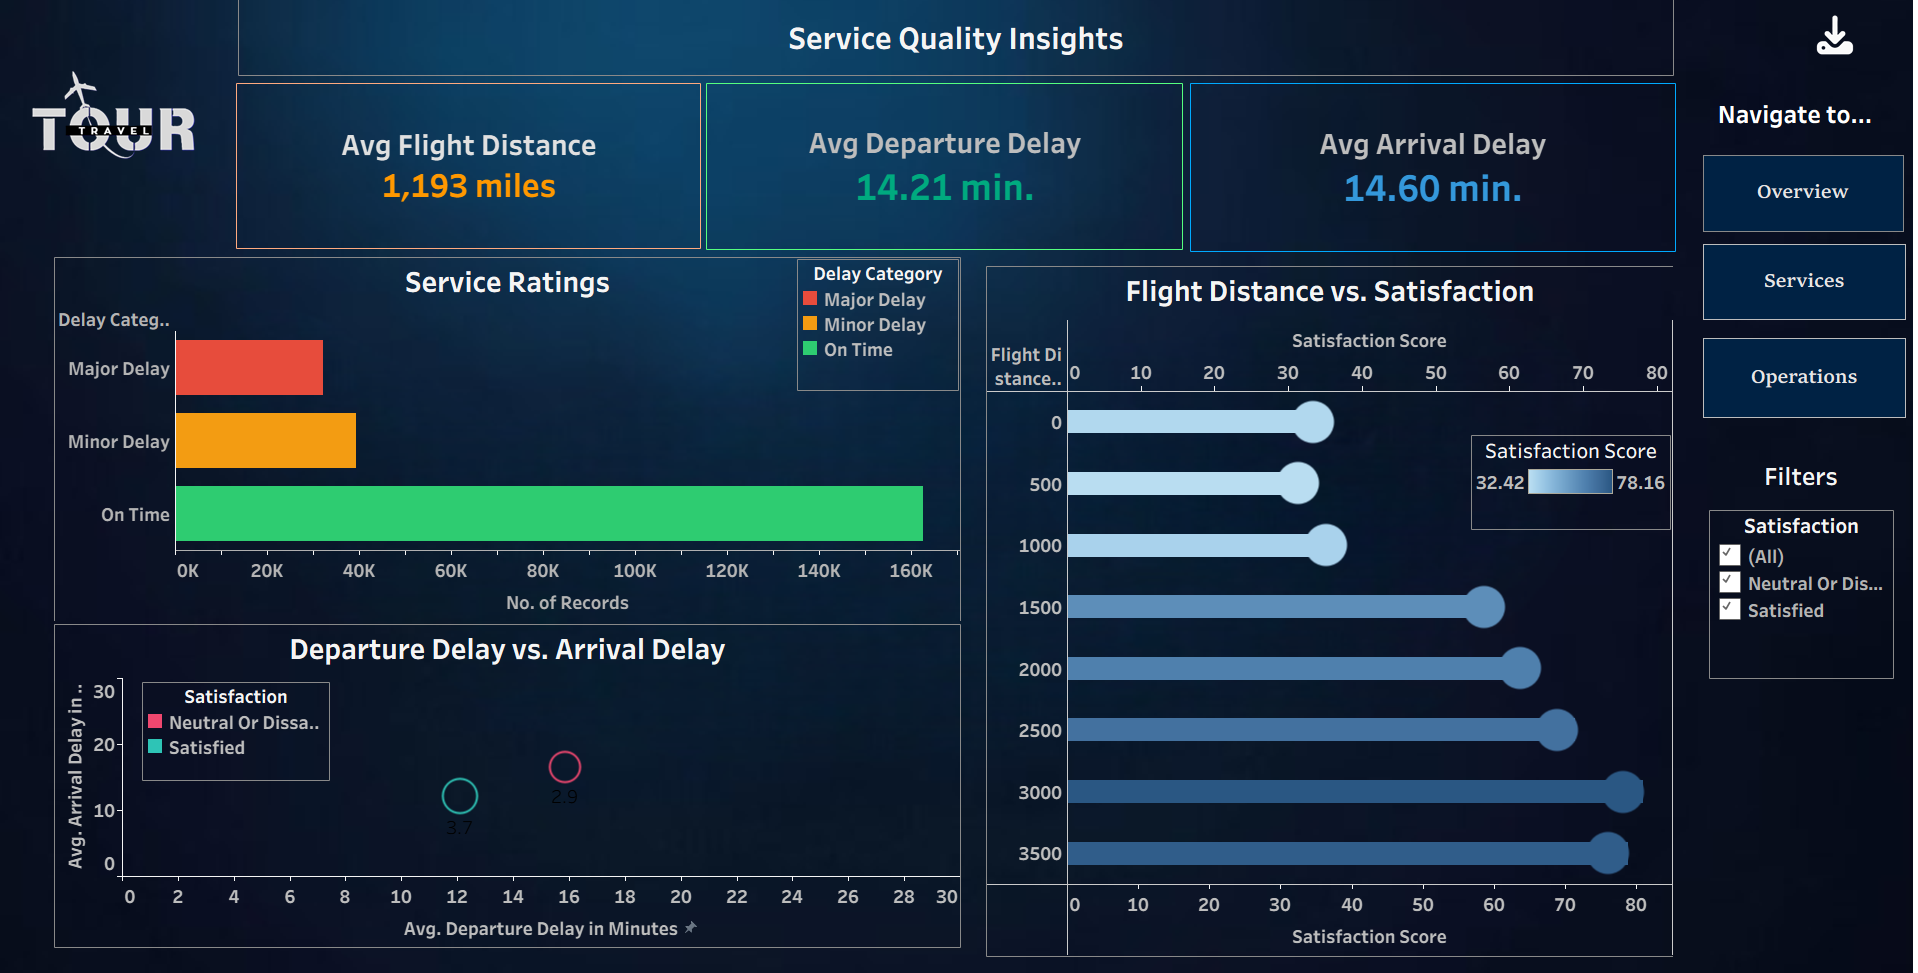 Service Quality Insights
TOUR
TRAVEL
Avg Flight Distance
1,193 miles
Avg Departure Delay
14.21 min.
Avg Arrival Delay
14.60 min.
Navigate to...
Overview
Services
Operations
Filters
Satisfaction
(All)
Neutral Or Dis...
Satisfied
Service Ratings
Delay Category
Major Delay
Minor Delay
On Time
Delay Categ..
Major Delay
Minor Delay
On Time
0K 20K 40K 60K 80K 100K 120K 140K 160K
No. of Records
Departure Delay vs. Arrival Delay
Satisfaction
Neutral Or Dissa..
Satisfied
Avg. Arrival Delay in ..
30
20
10
0
2.9
3.7
0 2 4 6 8 10 12 14 16 18 20 22 24 26 28 30
Avg. Departure Delay in Minutes
Flight Distance vs. Satisfaction
Satisfaction Score
Flight Di
stance..
0 10 20 30 40 50 60 70 80
0
500
1000
1500
2000
2500
3000
3500
Satisfaction Score
32.42 78.16
0 10 20 30 40 50 60 70 80
Satisfaction Score